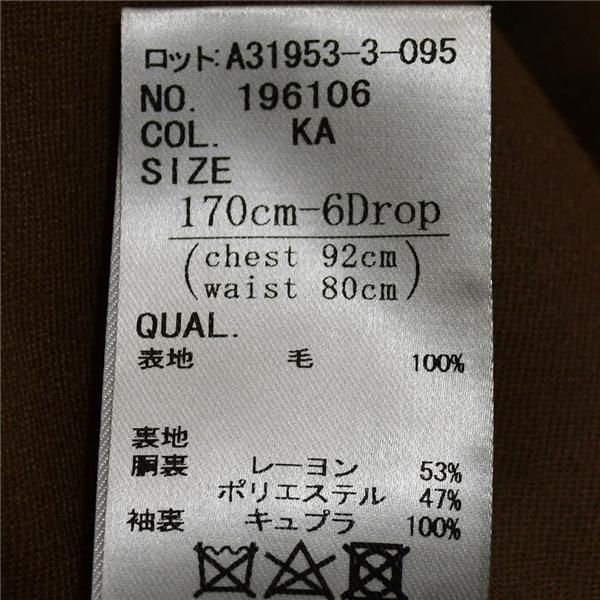 ロット:A31953-3-095
NO. 196106
COL. KA
SIZE
170cm-6Drop
(chest 92cm
waist 80cm)
QUAL.
表地 毛 100%
裏地
胴裏 レーヨン 53%
ポリエステル 47%
袖裏 キュプラ 100%